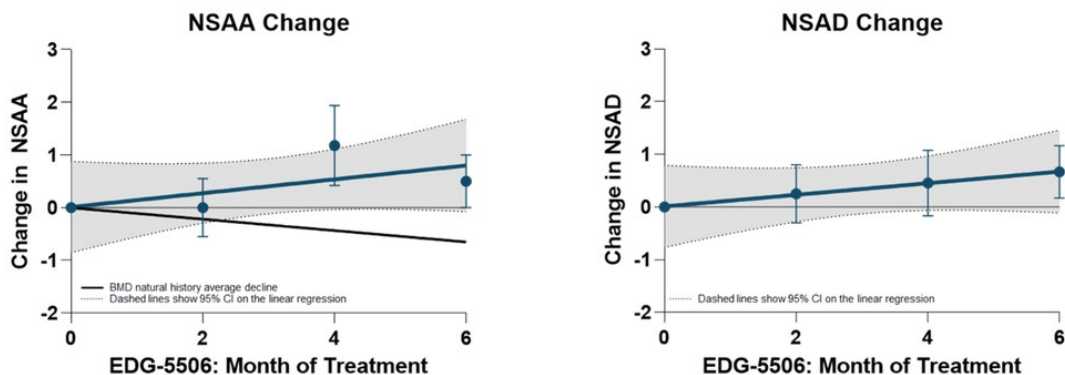 NSAA Change
3
2
1
0
-1
-2
Change in NSAA
BMD natural history average decline
Dashed lines show 95% CI on the linear regression
0 2 4 6
EDG-5506: Month of Treatment
NSAD Change
3
2
1
0
-1
-2
Change in NSAD
Dashed lines show 95% CI on the linear regression
0 2 4 6
EDG-5506: Month of Treatment